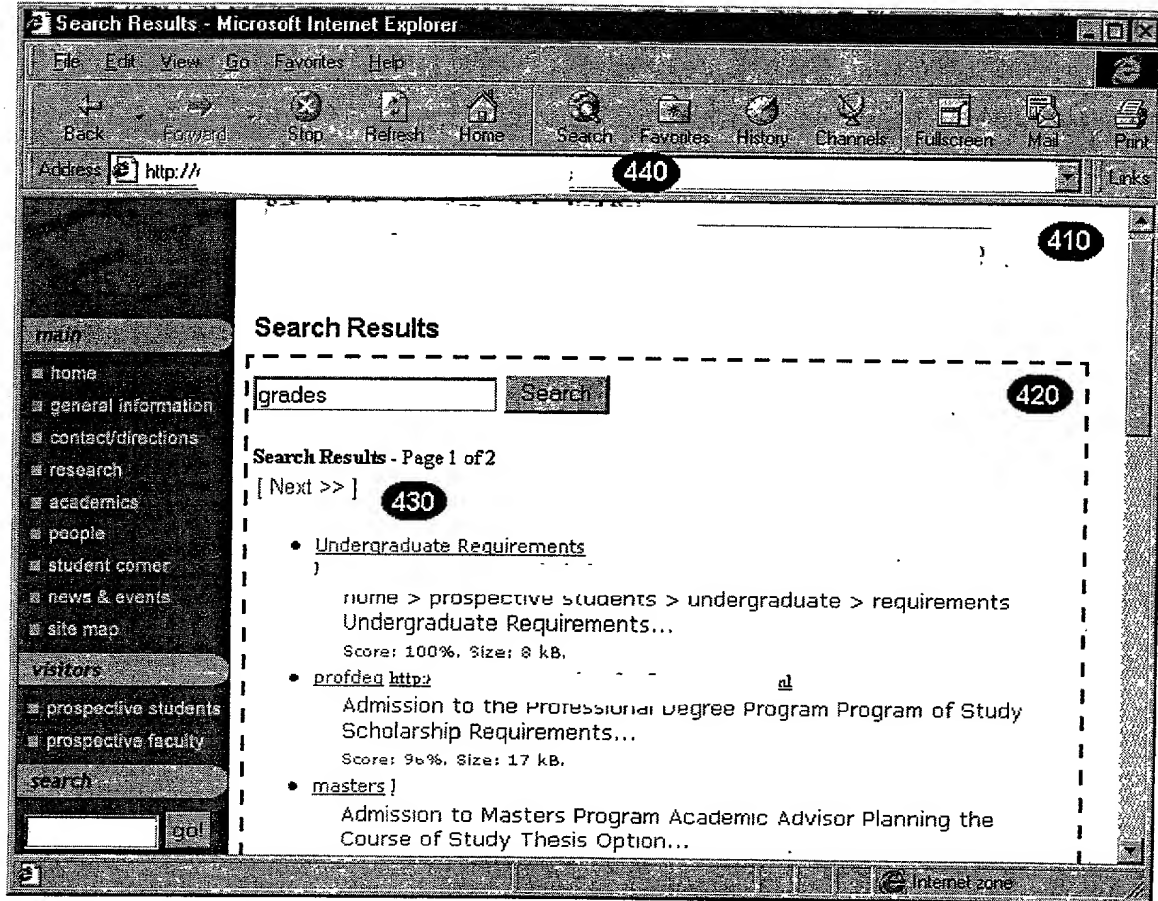 Search Results - Microsoft Internet Explorer
File Edit View Go Favorites Help
Back Forward Stop Refresh Home Search Favorites History Channels Fullscreen Mail Print
Address http:// 440 Links
410
main
home
general information
contact/directions
research
academics
people
student corner
news & events
site map
visitors
prospective students
prospective faculty
search
go!
Search Results
grades Search 420
Search Results - Page 1 of 2
[ Next >> ] 430
• Undergraduate Requirements
home > prospective students > undergraduate > requirements
Undergraduate Requirements...
Score: 100%, Size: 8 kB,
• profdeg http:/
Admission to the Professional Degree Program Program of Study
Scholarship Requirements...
Score: 96%, Size: 17 kB,
• masters
Admission to Masters Program Academic Advisor Planning the
Course of Study Thesis Option...
Internet zone